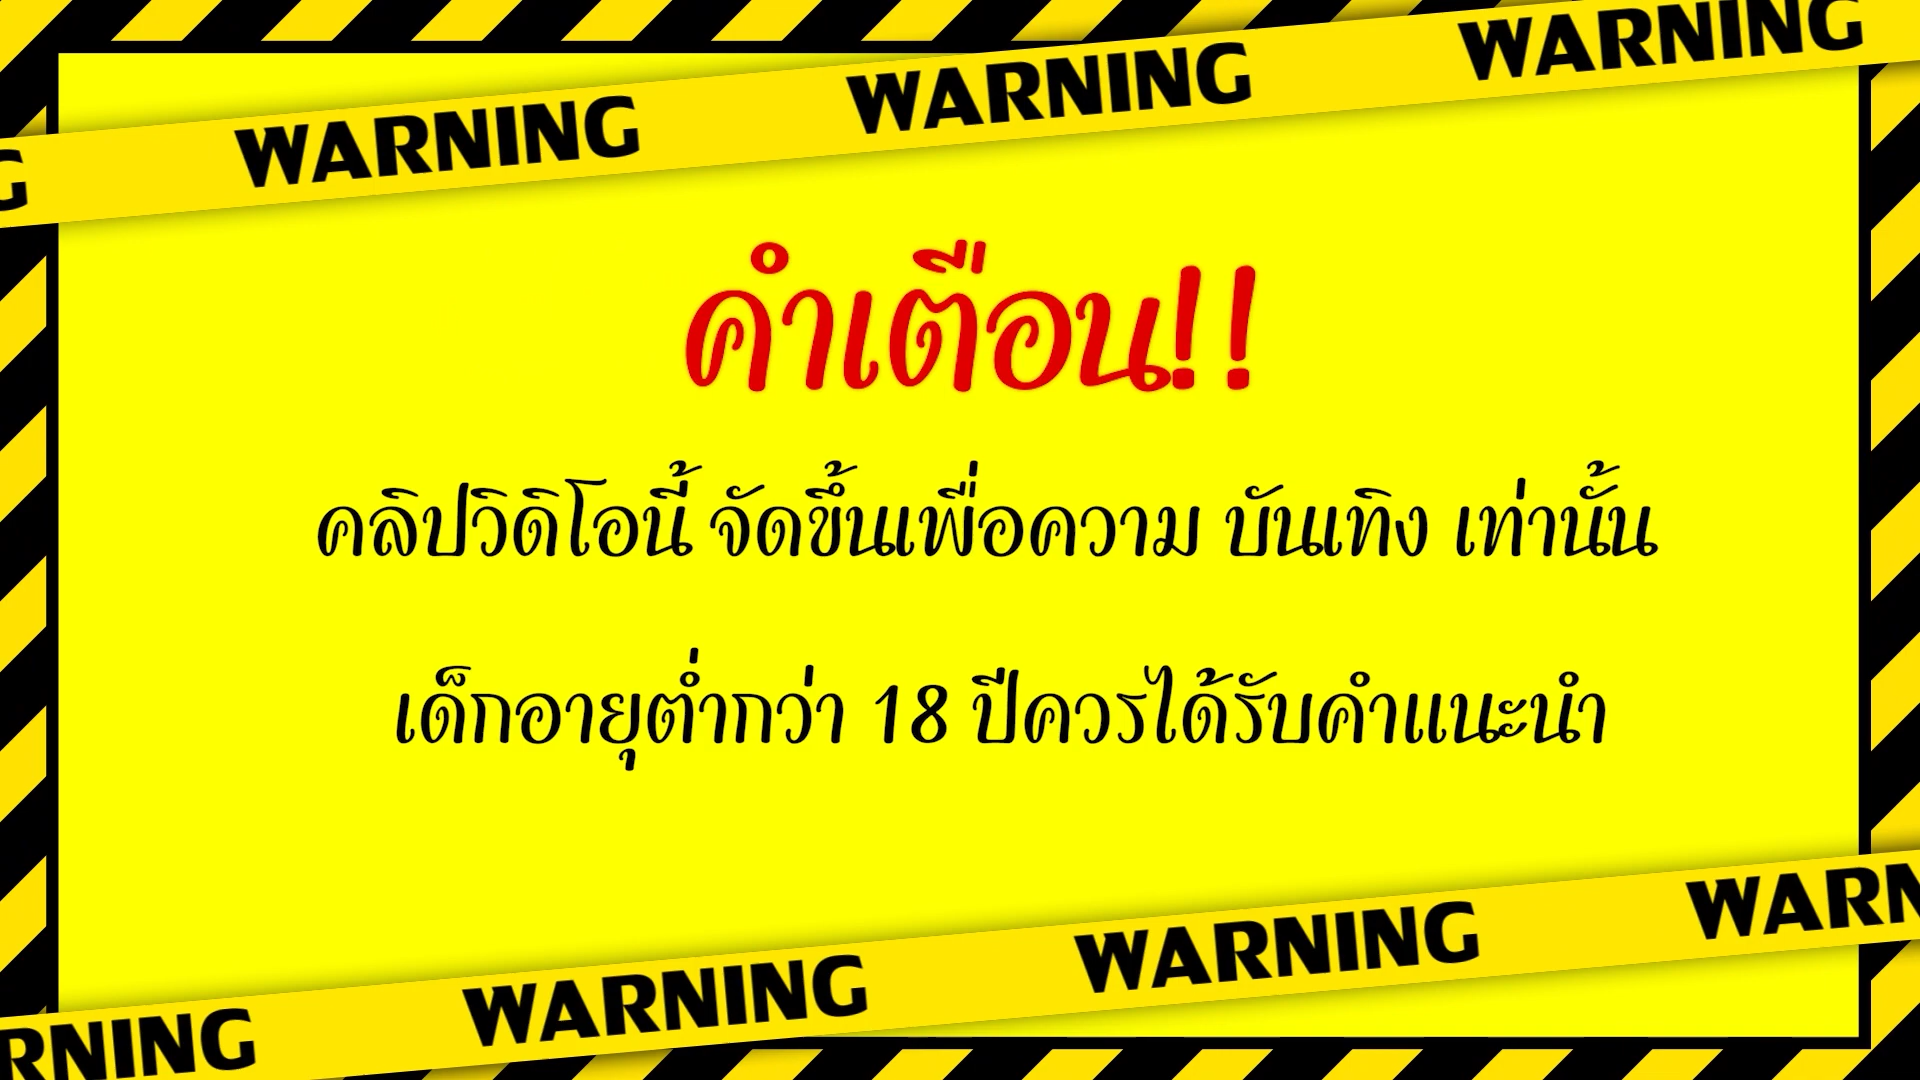 WARNING WARNING WARNING
คำเตือน!!
คลิปวิดิโอนี้ จัดขึ้นเพื่อความ บันเทิง เท่านั้น
เด็กอายุต่ำกว่า 18 ปีควรได้รับคำแนะนำ
RNING WARNING WARNING WARN